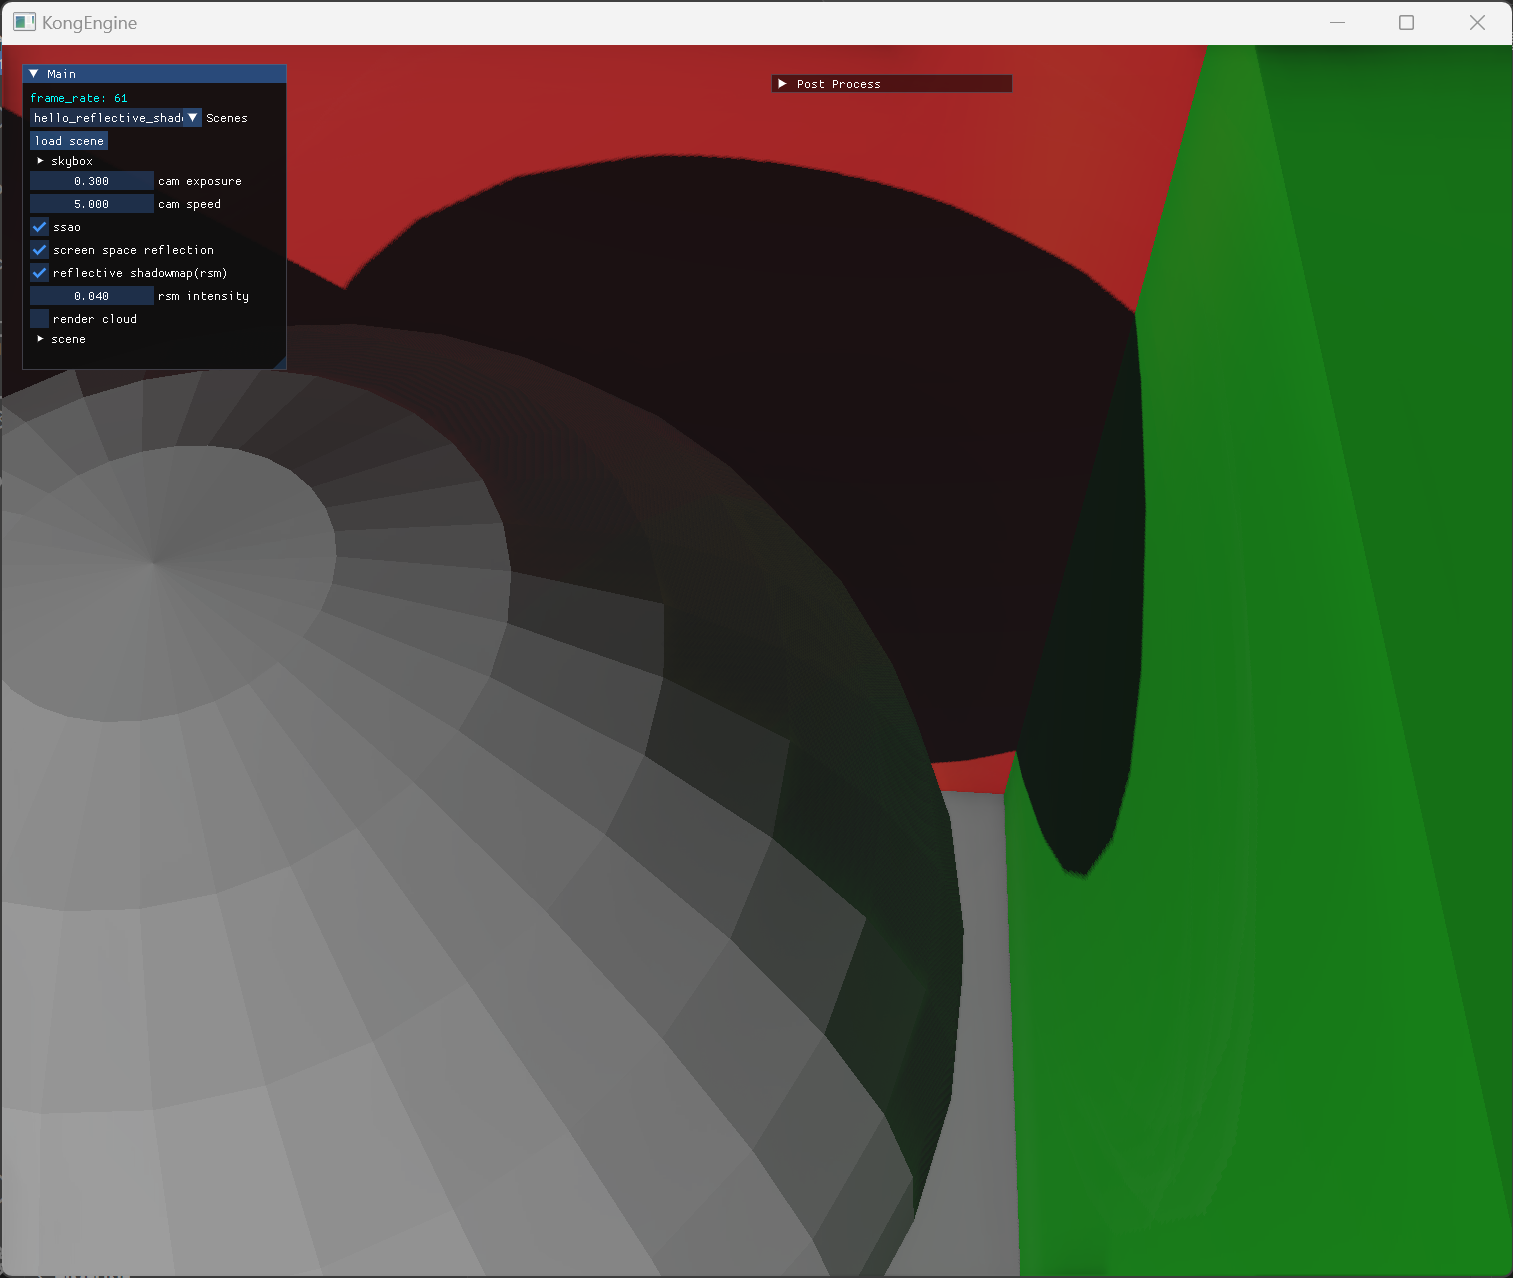 KongEngine
Main
frame_rate: 61
hello_reflective_shad Scenes
load scene
skybox
0.300 cam exposure
5.000 cam speed
ssao
screen space reflection
reflective shadowmap(rsm)
0.040 rsm intensity
render cloud
scene
Post Process